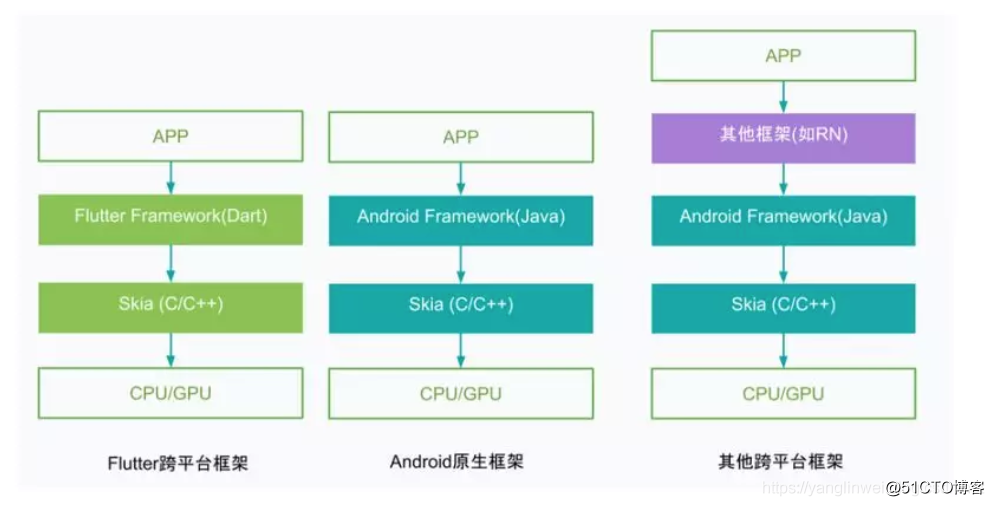 APP
Flutter Framework(Dart)
Skia (C/C++)
CPU/GPU
Flutter跨平台框架
APP
Android Framework(Java)
Skia (C/C++)
CPU/GPU
Android原生框架
APP
其他框架(如RN)
Android Framework(Java)
Skia (C/C++)
CPU/GPU
其他跨平台框架
https://yanglinwei
@51CTO博客